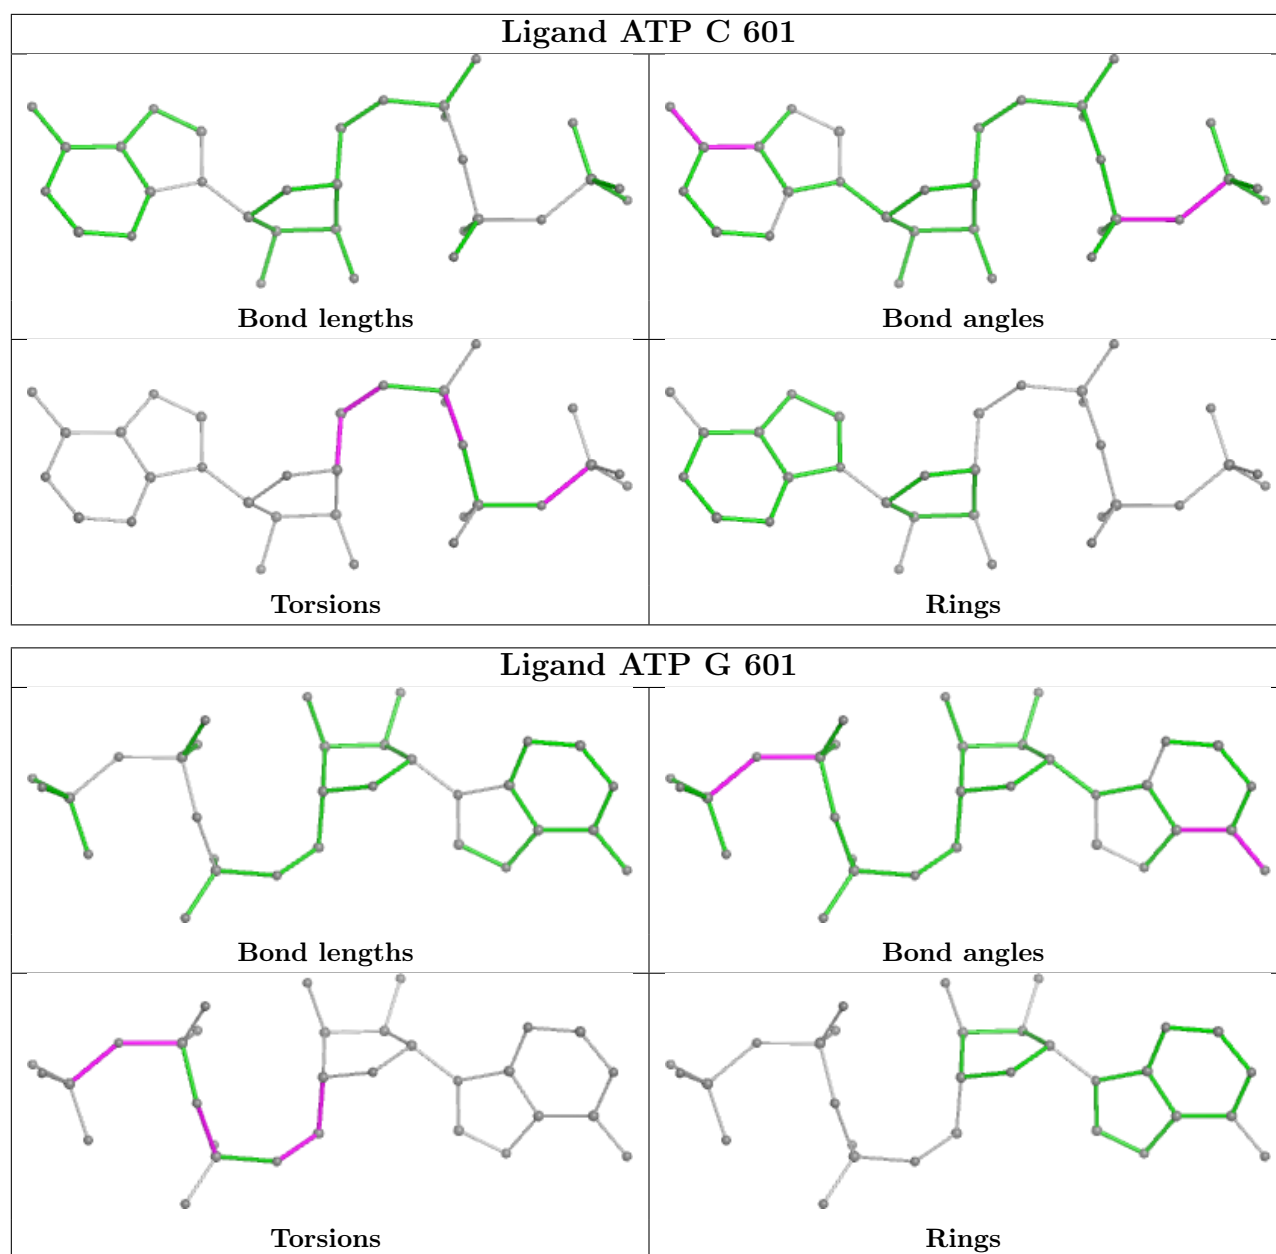 Ligand ATP C 601
Bond lengths
Bond angles
Torsions
Rings
Ligand ATP G 601
Bond lengths
Bond angles
Torsions
Rings